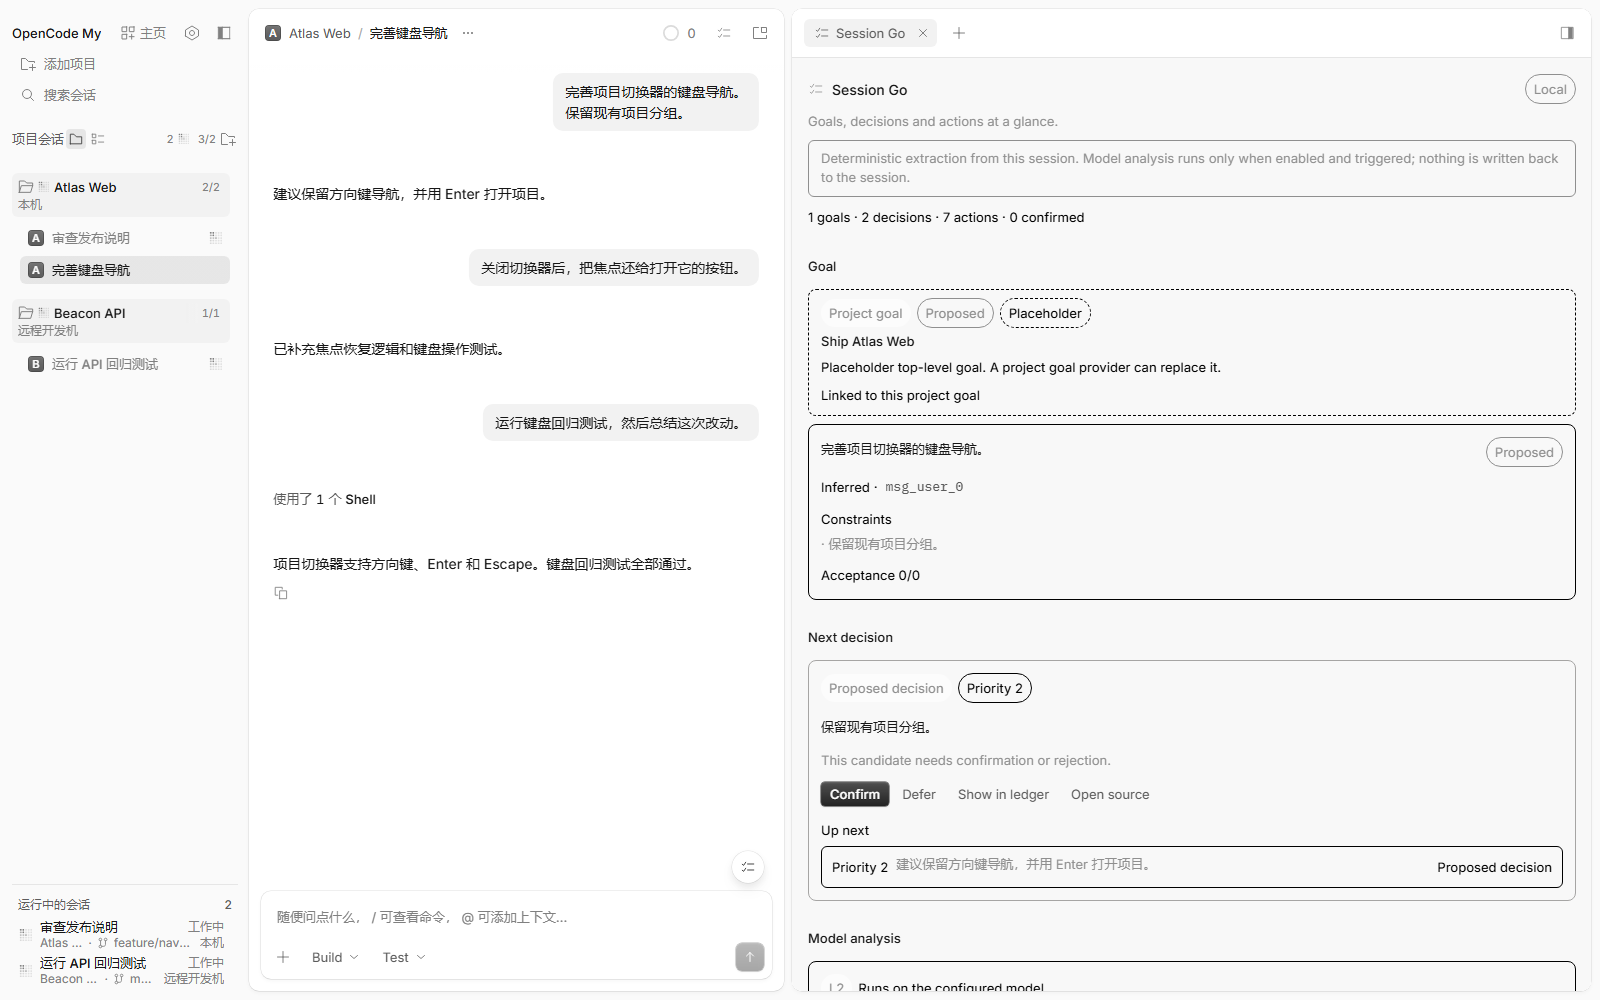 OpenCode My
主页
添加项目
搜索会话
项目会话
2
3/2
Atlas Web
2/2
本机
A 审查发布说明
A 完善键盘导航
Beacon API
1/1
远程开发机
B 运行 API 回归测试
运行中的会话
2
审查发布说明
工作中
Atlas ... · feature/nav...
本机
运行 API 回归测试
工作中
Beacon ... · m...
远程开发机
A Atlas Web / 完善键盘导航 ···
0
完善项目切换器的键盘导航。
保留现有项目分组。
建议保留方向键导航，并用 Enter 打开项目。
关闭切换器后，把焦点还给打开它的按钮。
已补充焦点恢复逻辑和键盘操作测试。
运行键盘回归测试，然后总结这次改动。
使用了 1 个 Shell
项目切换器支持方向键、Enter 和 Escape。键盘回归测试全部通过。
随便问点什么， / 可查看命令， @ 可添加上下文...
Build
Test
Session Go
Session Go
Local
Goals, decisions and actions at a glance.
Deterministic extraction from this session. Model analysis runs only when enabled and triggered; nothing is written back
to the session.
1 goals · 2 decisions · 7 actions · 0 confirmed
Goal
Project goal
Proposed
Placeholder
Ship Atlas Web
Placeholder top-level goal. A project goal provider can replace it.
Linked to this project goal
完善项目切换器的键盘导航。
Proposed
Inferred · msg_user_0
Constraints
· 保留现有项目分组。
Acceptance 0/0
Next decision
Proposed decision
Priority 2
保留现有项目分组。
This candidate needs confirmation or rejection.
Confirm
Defer
Show in ledger
Open source
Up next
Priority 2 建议保留方向键导航，并用 Enter 打开项目。
Proposed decision
Model analysis
L2 Runs on the configured model